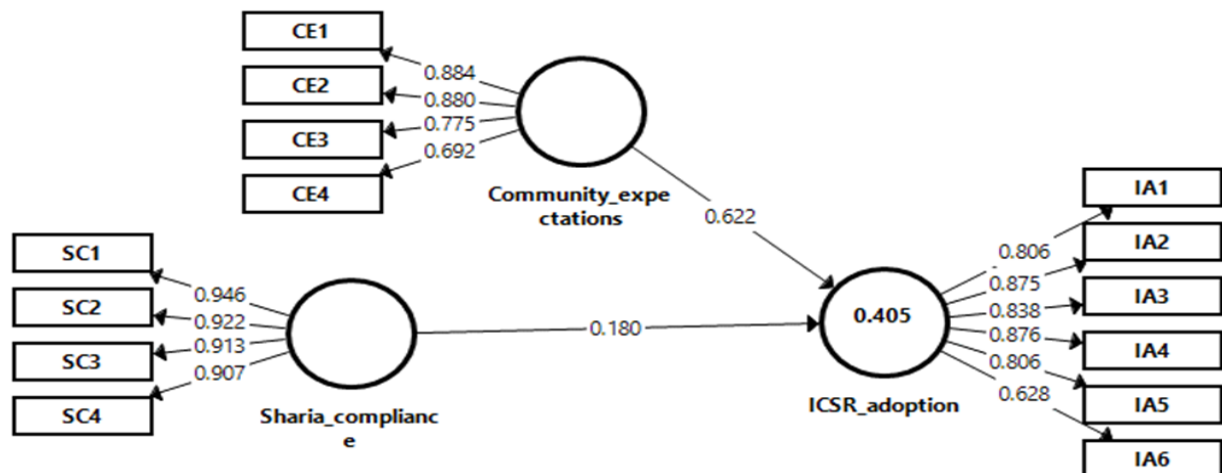 CE1
CE2
CE3
CE4
0.884
0.880
0.775
0.692
Community_expe
ctations
0.622
SC1
SC2
SC3
SC4
0.946
0.922
0.913
0.907
Sharia_complianc
e
0.180
0.405
ICSR_adoption
0.806
0.875
0.838
0.876
0.806
0.628
IA1
IA2
IA3
IA4
IA5
IA6